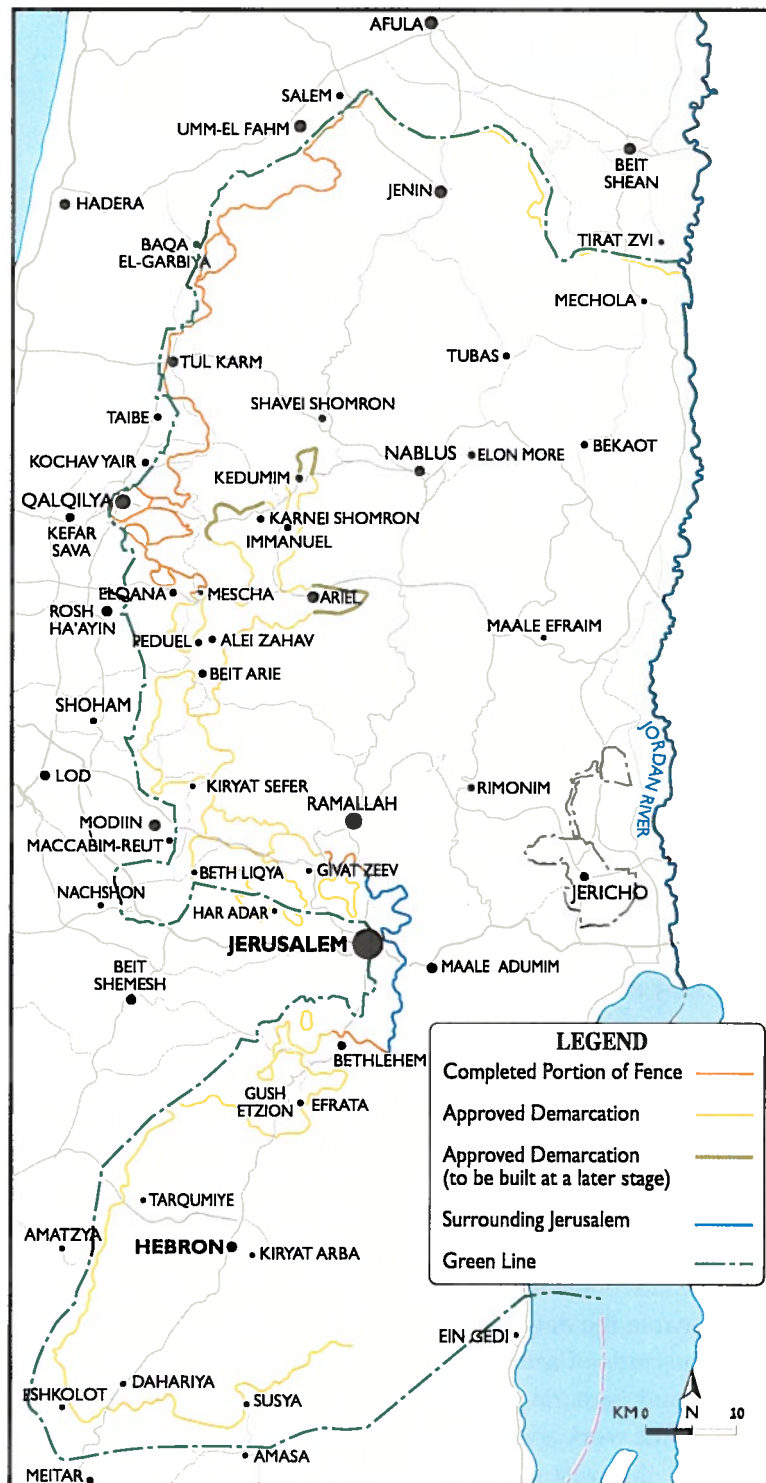 AFULA
SALEM
UMM-EL FAHM
BEIT
SHEAN
JENIN
HADERA
BAQA
EL-GARBIYA
TIRAT ZVI
MECHOLA
TUBAS
TUL KARM
SHAVEI SHOMRON
TAIBE
NABLUS
ELON MORE
BEKAOT
KOCHAV YAIR
KEDUMIM
QALQILYA
KEFAR
SAVA
KARNEI SHOMRON
IMMANUEL
ELQANA
MESCHA
ARIEL
ROSH
HA'AYIN
MAALE EFRAIM
PEDUEL
ALEI ZAHAV
BEIT ARIE
SHOHAM
JORDAN RIVER
LOD
KIRYAT SEFER
RIMONIM
RAMALLAH
MODIIN
MACCABIM-REUT
BETH LIQYA
GIVAT ZEEV
JERICHO
NACHSHON
HAR ADAR
JERUSALEM
MAALE ADUMIM
BEIT
SHEMESH
BETHLEHEM
GUSH
ETZION
EFRATA
LEGEND
Completed Portion of Fence
Approved Demarcation
Approved Demarcation
(to be built at a later stage)
Surrounding Jerusalem
Green Line
TARQUMIYE
AMATZYA
HEBRON
KIRYAT ARBA
EIN GEDI
DAHARIYA
ESHKOLOT
SUSYA
KM 0 N 10
AMASA
MEITAR